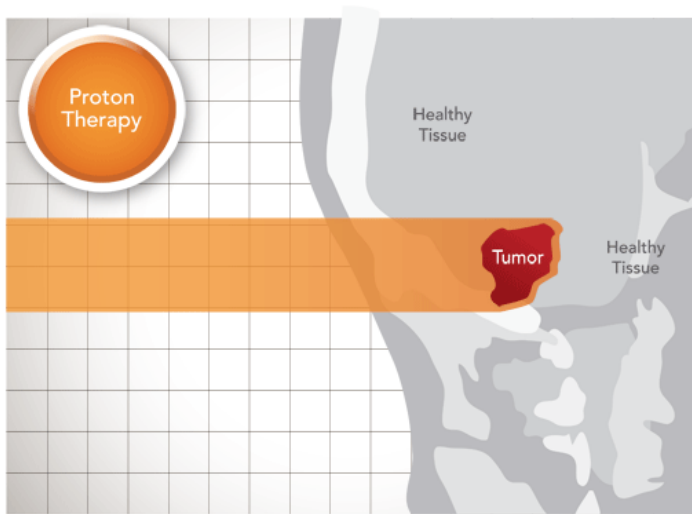 Proton
Therapy
Healthy
Tissue
Tumor
Healthy
Tissue